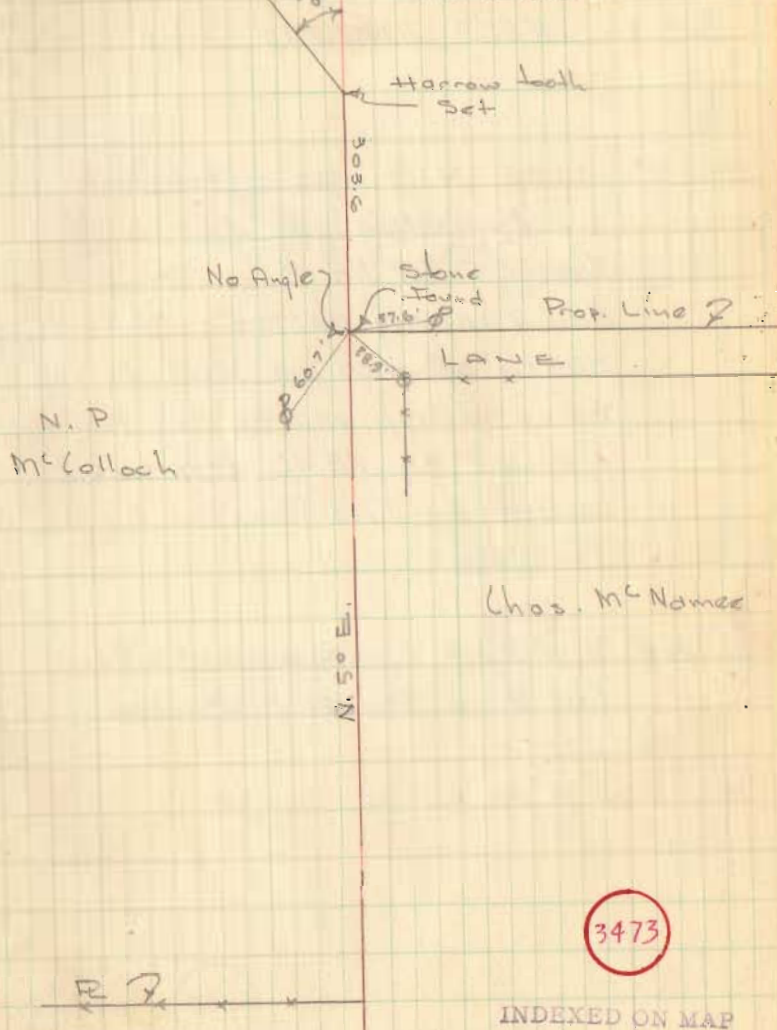 Harrow tooth
Set
303.6
No Angle
Stone
Found
Prop. Line
57.6'
LANE
60.7'
28.9'
N. P
McColloch
Chas. McNamee
N. 5° E.
3473
INDEXED ON MAP